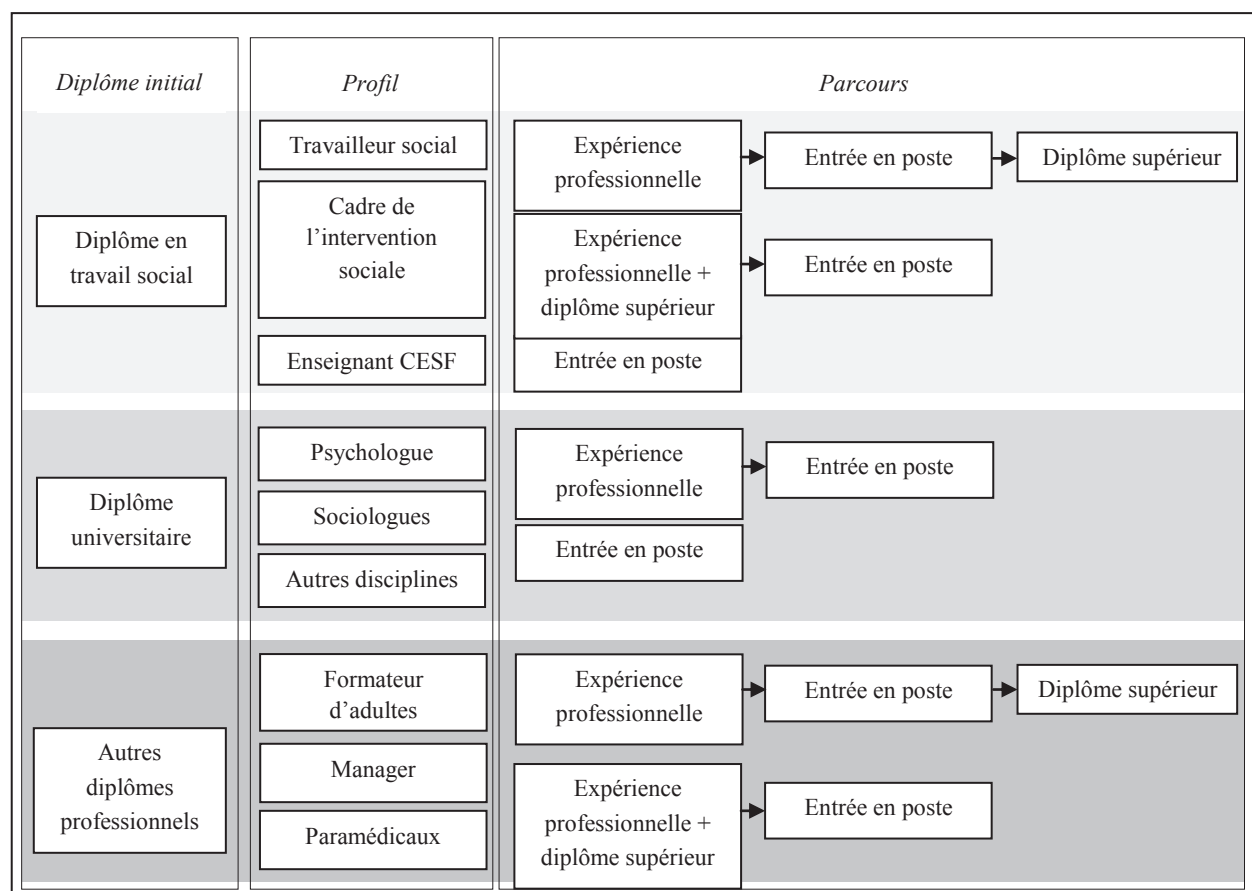 Diplôme initial
Profil
Parcours
Diplôme en
travail social
Travailleur social
Cadre de
l’intervention
sociale
Enseignant CESF
Expérience
professionnelle
Entrée en poste
Diplôme supérieur
Expérience
professionnelle +
diplôme supérieur
Entrée en poste
Entrée en poste
Diplôme
universitaire
Psychologue
Sociologues
Autres disciplines
Expérience
professionnelle
Entrée en poste
Entrée en poste
Autres
diplômes
professionnels
Formateur
d’adultes
Manager
Paramédicaux
Expérience
professionnelle
Entrée en poste
Diplôme supérieur
Expérience
professionnelle +
diplôme supérieur
Entrée en poste